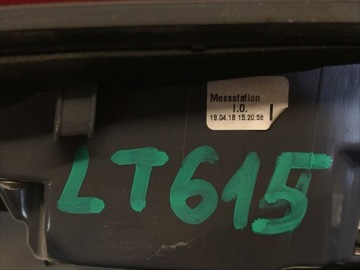 Messstation
I.O.
19.04.18 15:20:56
LT615